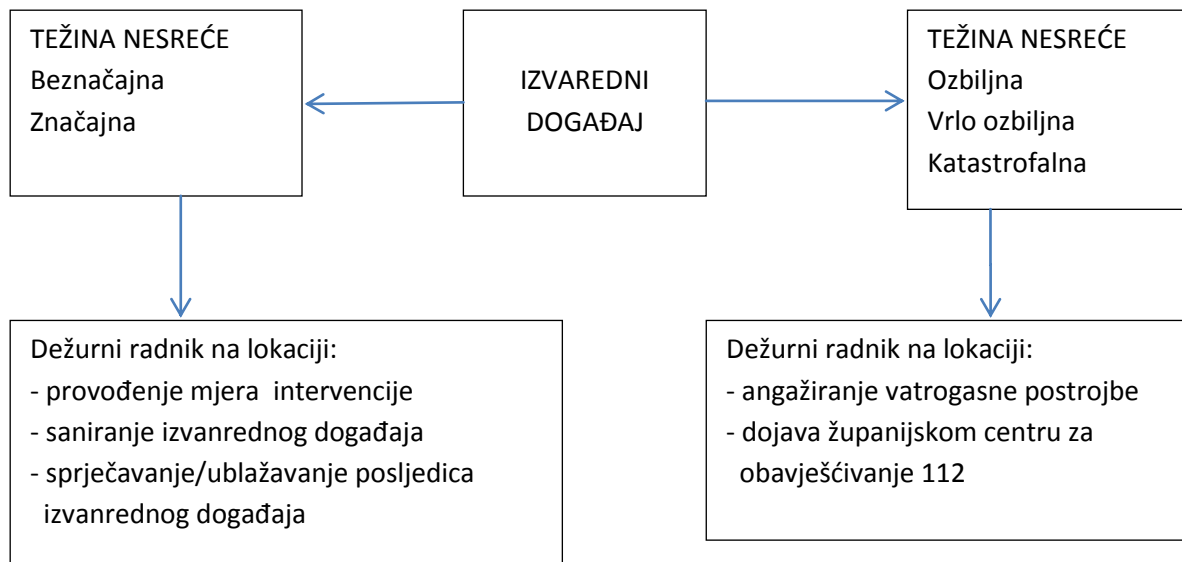 TEŽINA NESREĆE
Beznačajna
Značajna
IZVAREDNI
DOGAĐAJ
TEŽINA NESREĆE
Ozbiljna
Vrlo ozbiljna
Katastrofalna
Dežurni radnik na lokaciji:
- provođenje mjera intervencije
- saniranje izvanrednog događaja
- sprječavanje/ublažavanje posljedica
izvanrednog događaja
Dežurni radnik na lokaciji:
- angažiranje vatrogasne postrojbe
- dojava županijskom centru za
obavješćivanje 112